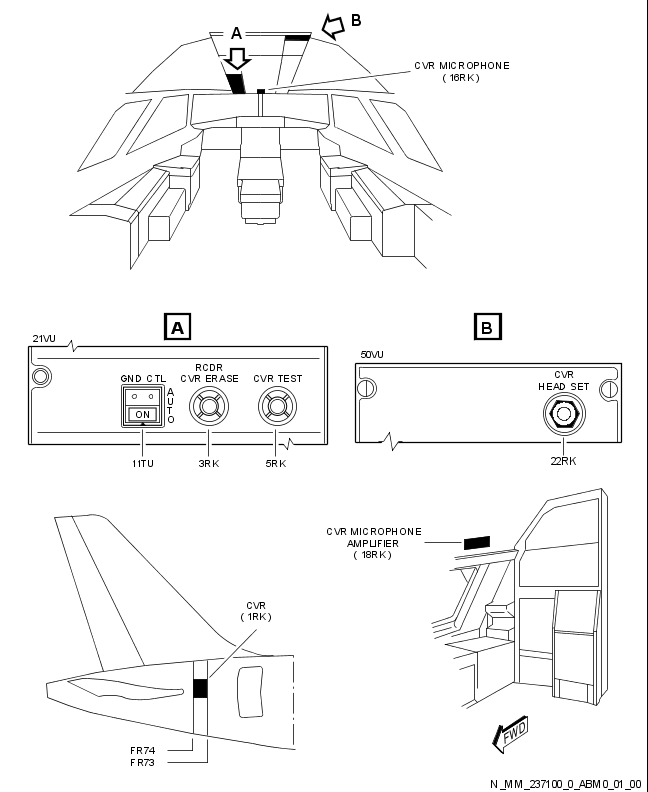 A
B
CVR MICROPHONE
(16RK)
A
B
21VU
RCDR
GND CTL CVR ERASE CVR TEST
AUTO
ON
11TU 3RK 5RK
50VU
CVR
HEAD SET
22RK
CVR MICROPHONE
AMPLIFIER
(18RK)
CVR
(1RK)
FR74
FR73
FWD
N_MM_237100_0_ABM0_01_00